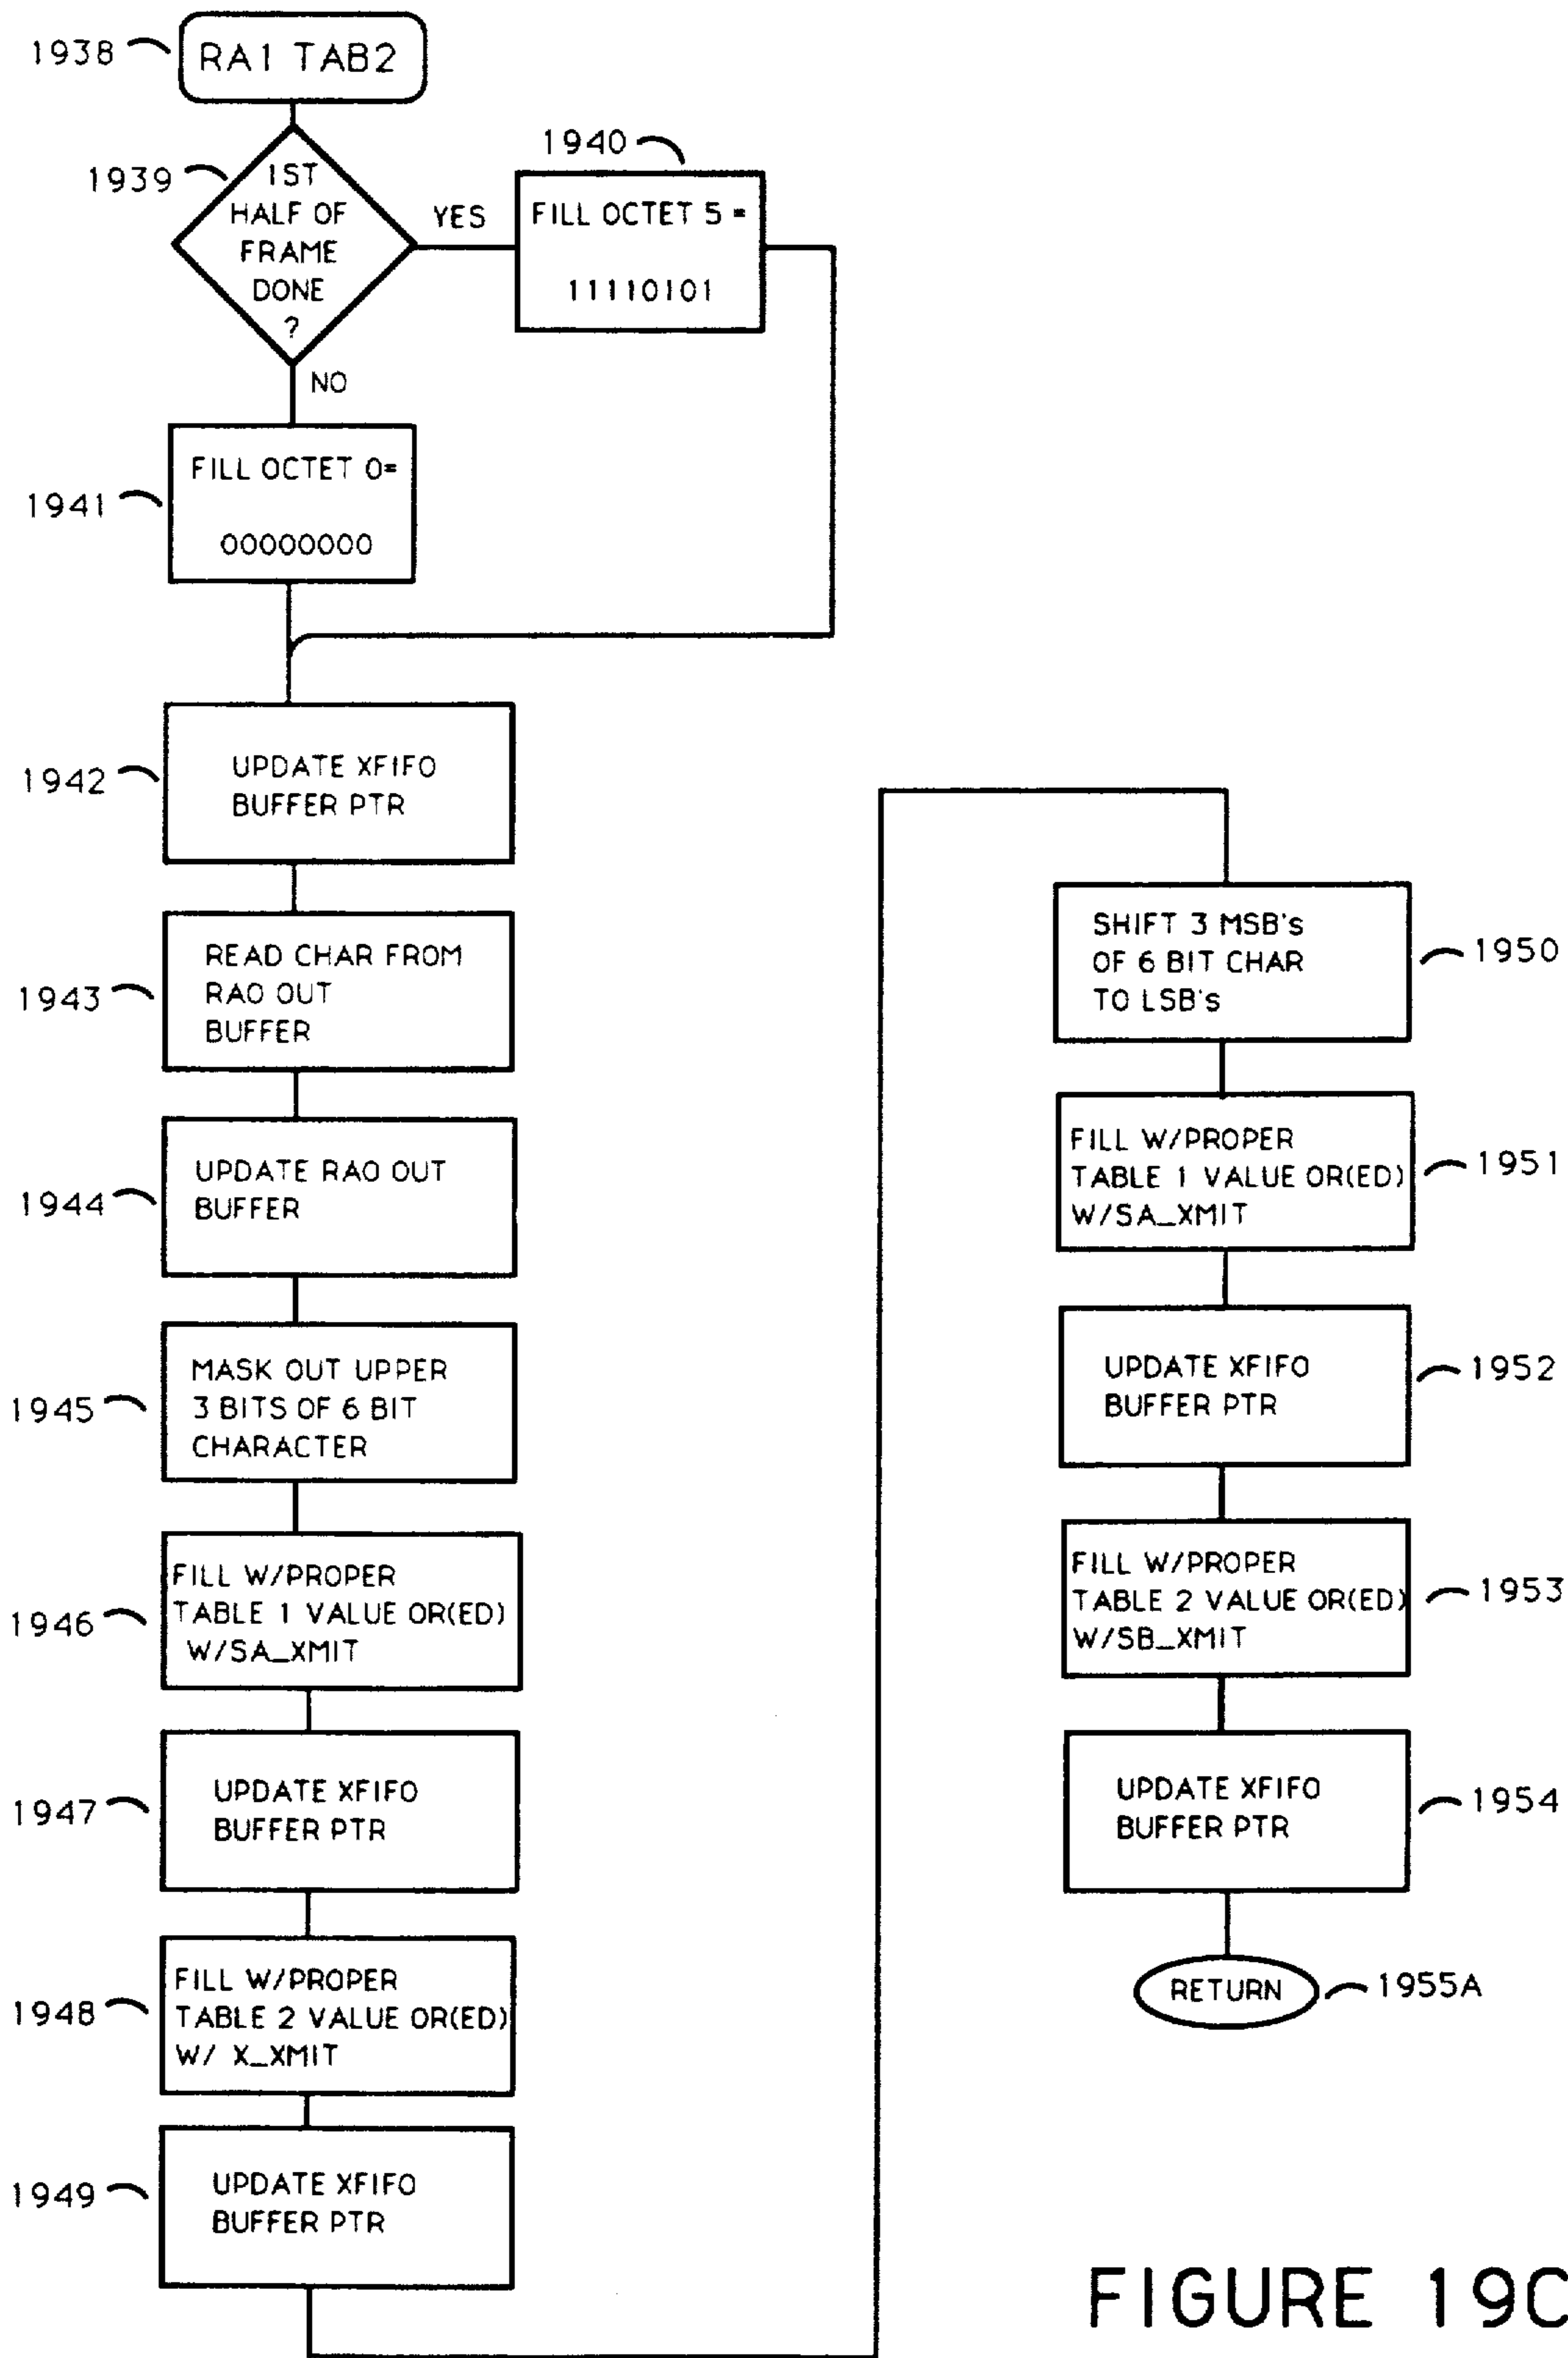 1938
RA1 TAB2
1939
1ST
HALF OF
FRAME
DONE
?
YES
1940
FILL OCTET 5 =
11110101
NO
1941
FILL OCTET 0=
00000000
1942
UPDATE XFIFO
BUFFER PTR
1943
READ CHAR FROM
RA0 OUT
BUFFER
1944
UPDATE RA0 OUT
BUFFER
1945
MASK OUT UPPER
3 BITS OF 6 BIT
CHARACTER
1946
FILL W/PROPER
TABLE 1 VALUE OR(ED)
W/SA_XMIT
1947
UPDATE XFIFO
BUFFER PTR
1948
FILL W/PROPER
TABLE 2 VALUE OR(ED)
W/ X_XMIT
1949
UPDATE XFIFO
BUFFER PTR
SHIFT 3 MSB's
OF 6 BIT CHAR
TO LSB's
1950
FILL W/PROPER
TABLE 1 VALUE OR(ED)
W/SA_XMIT
1951
UPDATE XFIFO
BUFFER PTR
1952
FILL W/PROPER
TABLE 2 VALUE OR(ED)
W/SB_XMIT
1953
UPDATE XFIFO
BUFFER PTR
1954
RETURN
1955A
FIGURE 19C